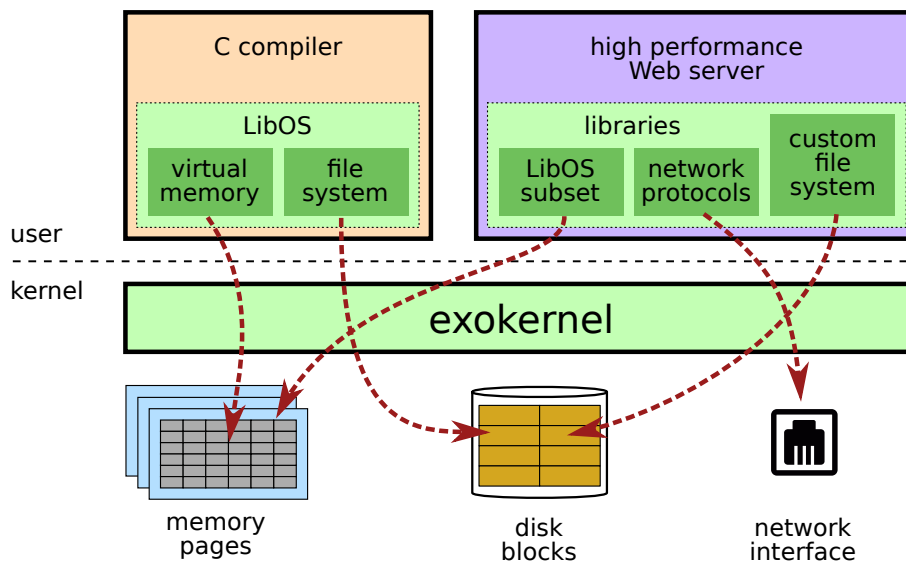 C compiler
high performance
Web server
LibOS
virtual
memory
file
system
libraries
LibOS
subset
network
protocols
custom
file
system
user
kernel
exokernel
memory
pages
disk
blocks
network
interface